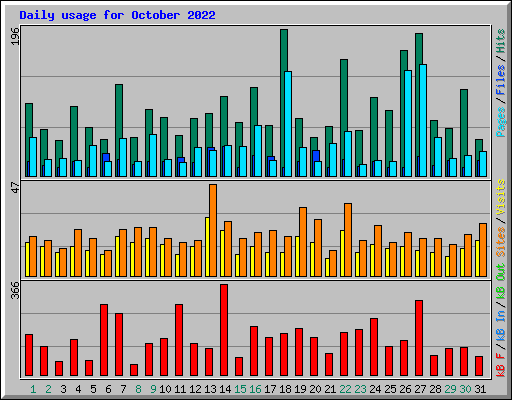 Daily usage for October 2022
196
Pages / Files / Hits
47
Sites / Visits
366
kB F / kB In / kB Out
1 2 3 4 5 6 7 8 9 10 11 12 13 14 15 16 17 18 19 20 21 22 23 24 25 26 27 28 29 30 31